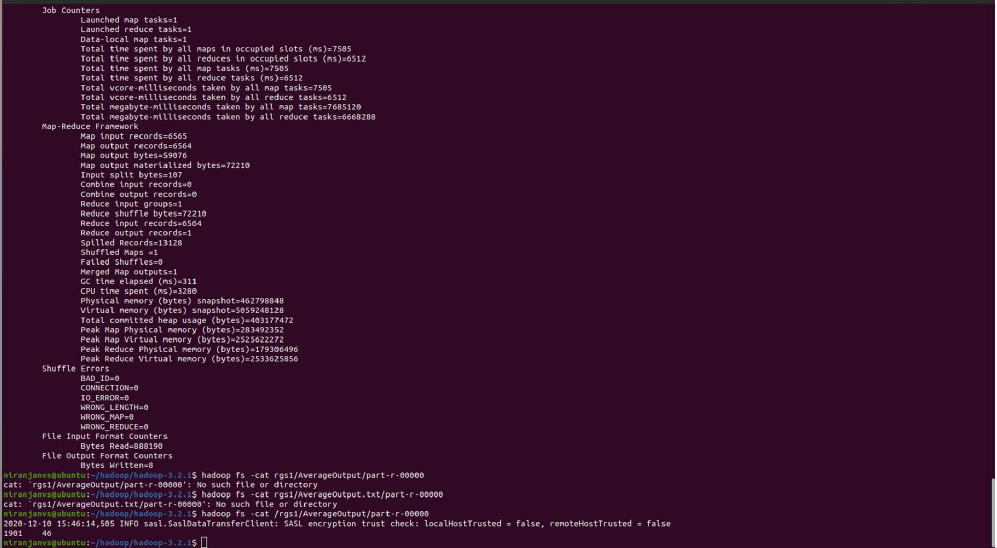 Job Counters
Launched map tasks=1
Launched reduce tasks=1
Data-local map tasks=1
Total time spent by all maps in occupied slots (ms)=7505
Total time spent by all reduces in occupied slots (ms)=6512
Total time spent by all map tasks (ms)=7505
Total time spent by all reduce tasks (ms)=6512
Total vcore-milliseconds taken by all map tasks=7505
Total vcore-milliseconds taken by all reduce tasks=6512
Total megabyte-milliseconds taken by all map tasks=7685120
Total megabyte-milliseconds taken by all reduce tasks=6668288
Map-Reduce Framework
Map input records=6565
Map output records=6564
Map output bytes=59076
Map output materialized bytes=72210
Input split bytes=107
Combine input records=0
Combine output records=0
Reduce input groups=1
Reduce shuffle bytes=72210
Reduce input records=6564
Reduce output records=1
Spilled Records=13128
Shuffled Maps =1
Failed Shuffles=0
Merged Map outputs=1
GC time elapsed (ms)=311
CPU time spent (ms)=3280
Physical memory (bytes) snapshot=462798848
Virtual memory (bytes) snapshot=5059248128
Total committed heap usage (bytes)=403177472
Peak Map Physical memory (bytes)=283492352
Peak Map Virtual memory (bytes)=2525622272
Peak Reduce Physical memory (bytes)=179306496
Peak Reduce Virtual memory (bytes)=2533625856
Shuffle Errors
BAD_ID=0
CONNECTION=0
IO_ERROR=0
WRONG_LENGTH=0
WRONG_MAP=0
WRONG_REDUCE=0
File Input Format Counters
Bytes Read=888190
File Output Format Counters
Bytes Written=8
niranjanvs@ubuntu:~/hadoop/hadoop-3.2.1$ hadoop fs -cat rgs1/AverageOutput/part-r-00000
cat: `rgs1/AverageOutput/part-r-00000': No such file or directory
niranjanvs@ubuntu:~/hadoop/hadoop-3.2.1$ hadoop fs -cat rgs1/AverageOutput.txt/part-r-00000
cat: `rgs1/AverageOutput.txt/part-r-00000': No such file or directory
niranjanvs@ubuntu:~/hadoop/hadoop-3.2.1$ hadoop fs -cat /rgs1/AverageOutput/part-r-00000
2020-12-10 15:46:14,505 INFO sasl.SaslDataTransferClient: SASL encryption trust check: localHostTrusted = false, remoteHostTrusted = false
1901 46
niranjanvs@ubuntu:~/hadoop/hadoop-3.2.1$